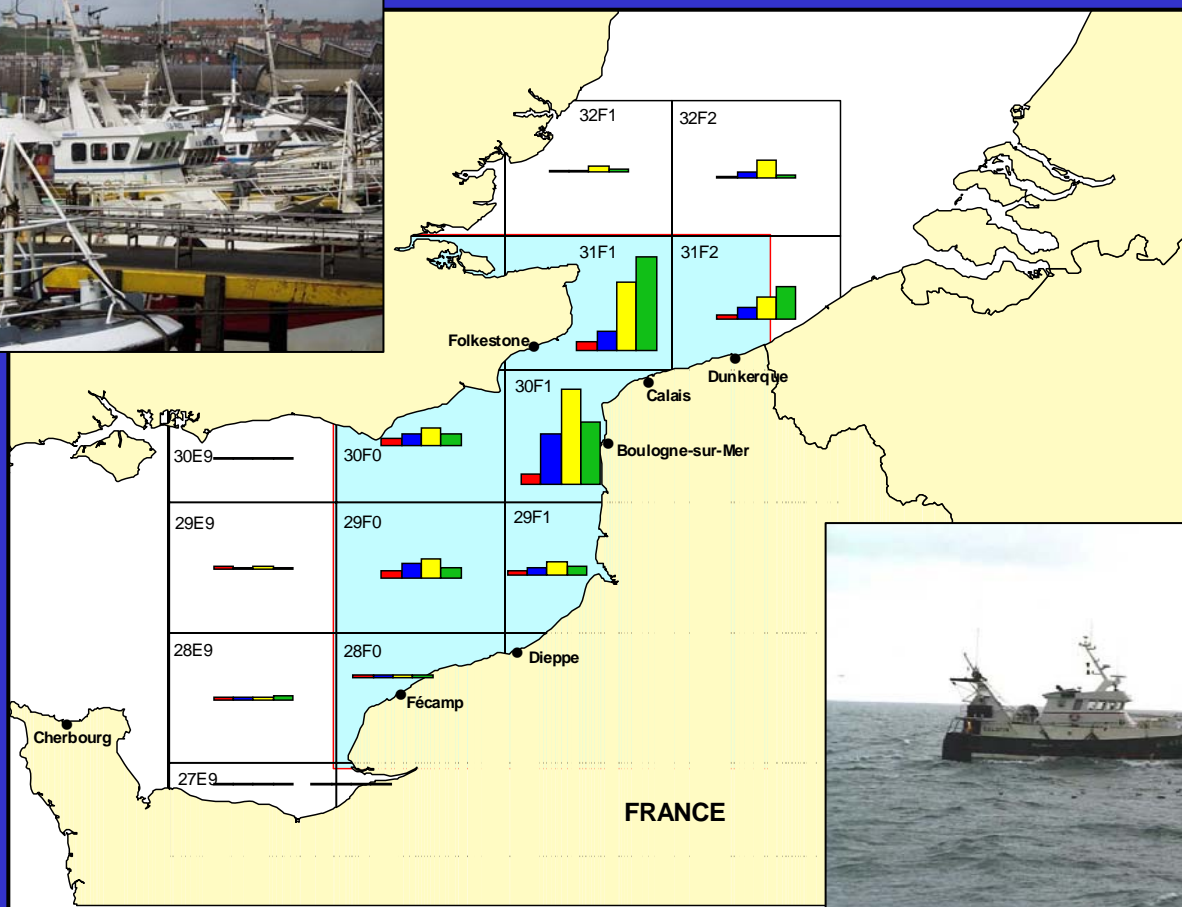 32F1
32F2
31F1
31F2
Folkestone
Dunkerque
30F1
Calais
Boulogne-sur-Mer
30E9
30F0
29E9
29F0
29F1
28E9
28F0
Dieppe
Fécamp
Cherbourg
27E9
FRANCE